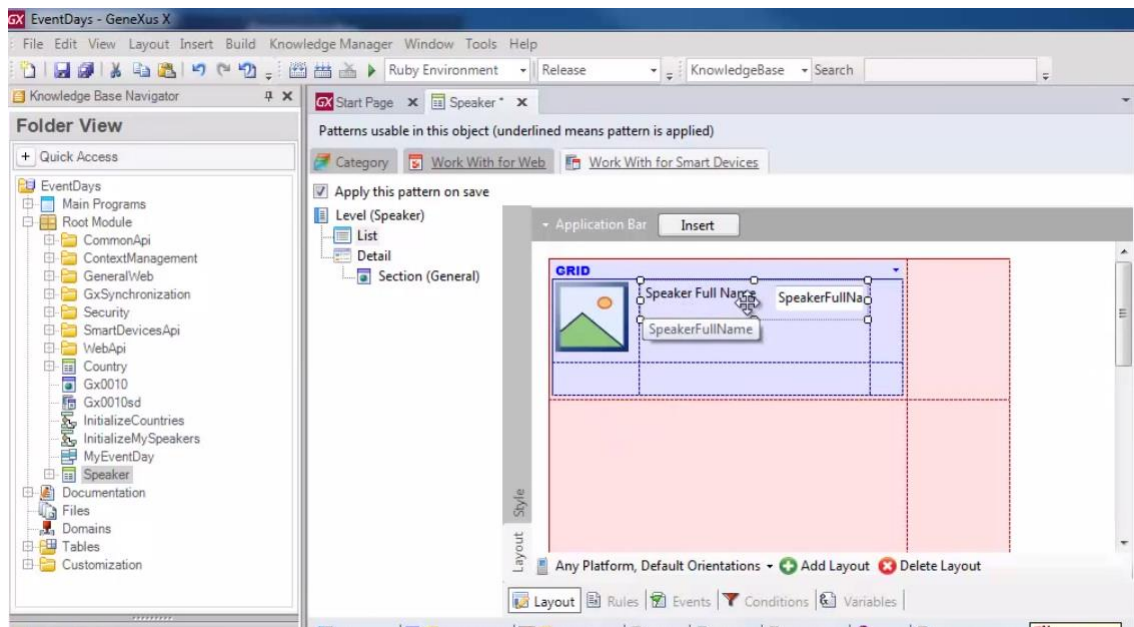 EventDays - GeneXus X
File Edit View Layout Insert Build Knowledge Manager Window Tools Help
Ruby Environment Release KnowledgeBase Search
Knowledge Base Navigator
Start Page Speaker *
Folder View
Patterns usable in this object (underlined means pattern is applied)
Quick Access
Category Work With for Web Work With for Smart Devices
Apply this pattern on save
EventDays
Main Programs
Root Module
CommonApi
ContextManagement
GeneralWeb
GxSynchronization
Security
SmartDevicesApi
WebApi
Country
Gx0010
Gx0010sd
InitializeCountries
InitializeMySpeakers
MyEventDay
Speaker
Documentation
Files
Domains
Tables
Customization
Level (Speaker)
List
Detail
Section (General)
Application Bar Insert
GRID
Speaker Full Name SpeakerFullNa
SpeakerFullName
Style
Layout
Any Platform, Default Orientations Add Layout Delete Layout
Layout Rules Events Conditions Variables